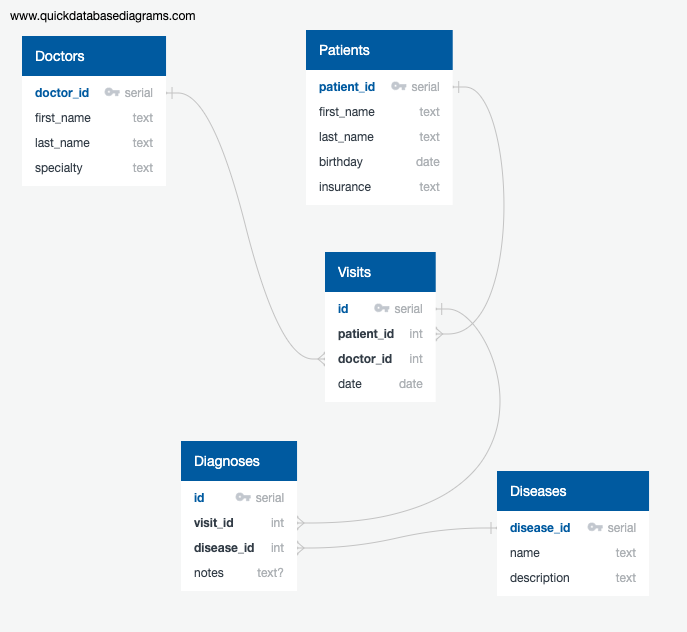 www.quickdatabasediagrams.com
Doctors
doctor_id serial
first_name text
last_name text
specialty text
Patients
patient_id serial
first_name text
last_name text
birthday date
insurance text
Visits
id serial
patient_id int
doctor_id int
date date
Diagnoses
id serial
visit_id int
disease_id int
notes text?
Diseases
disease_id serial
name text
description text